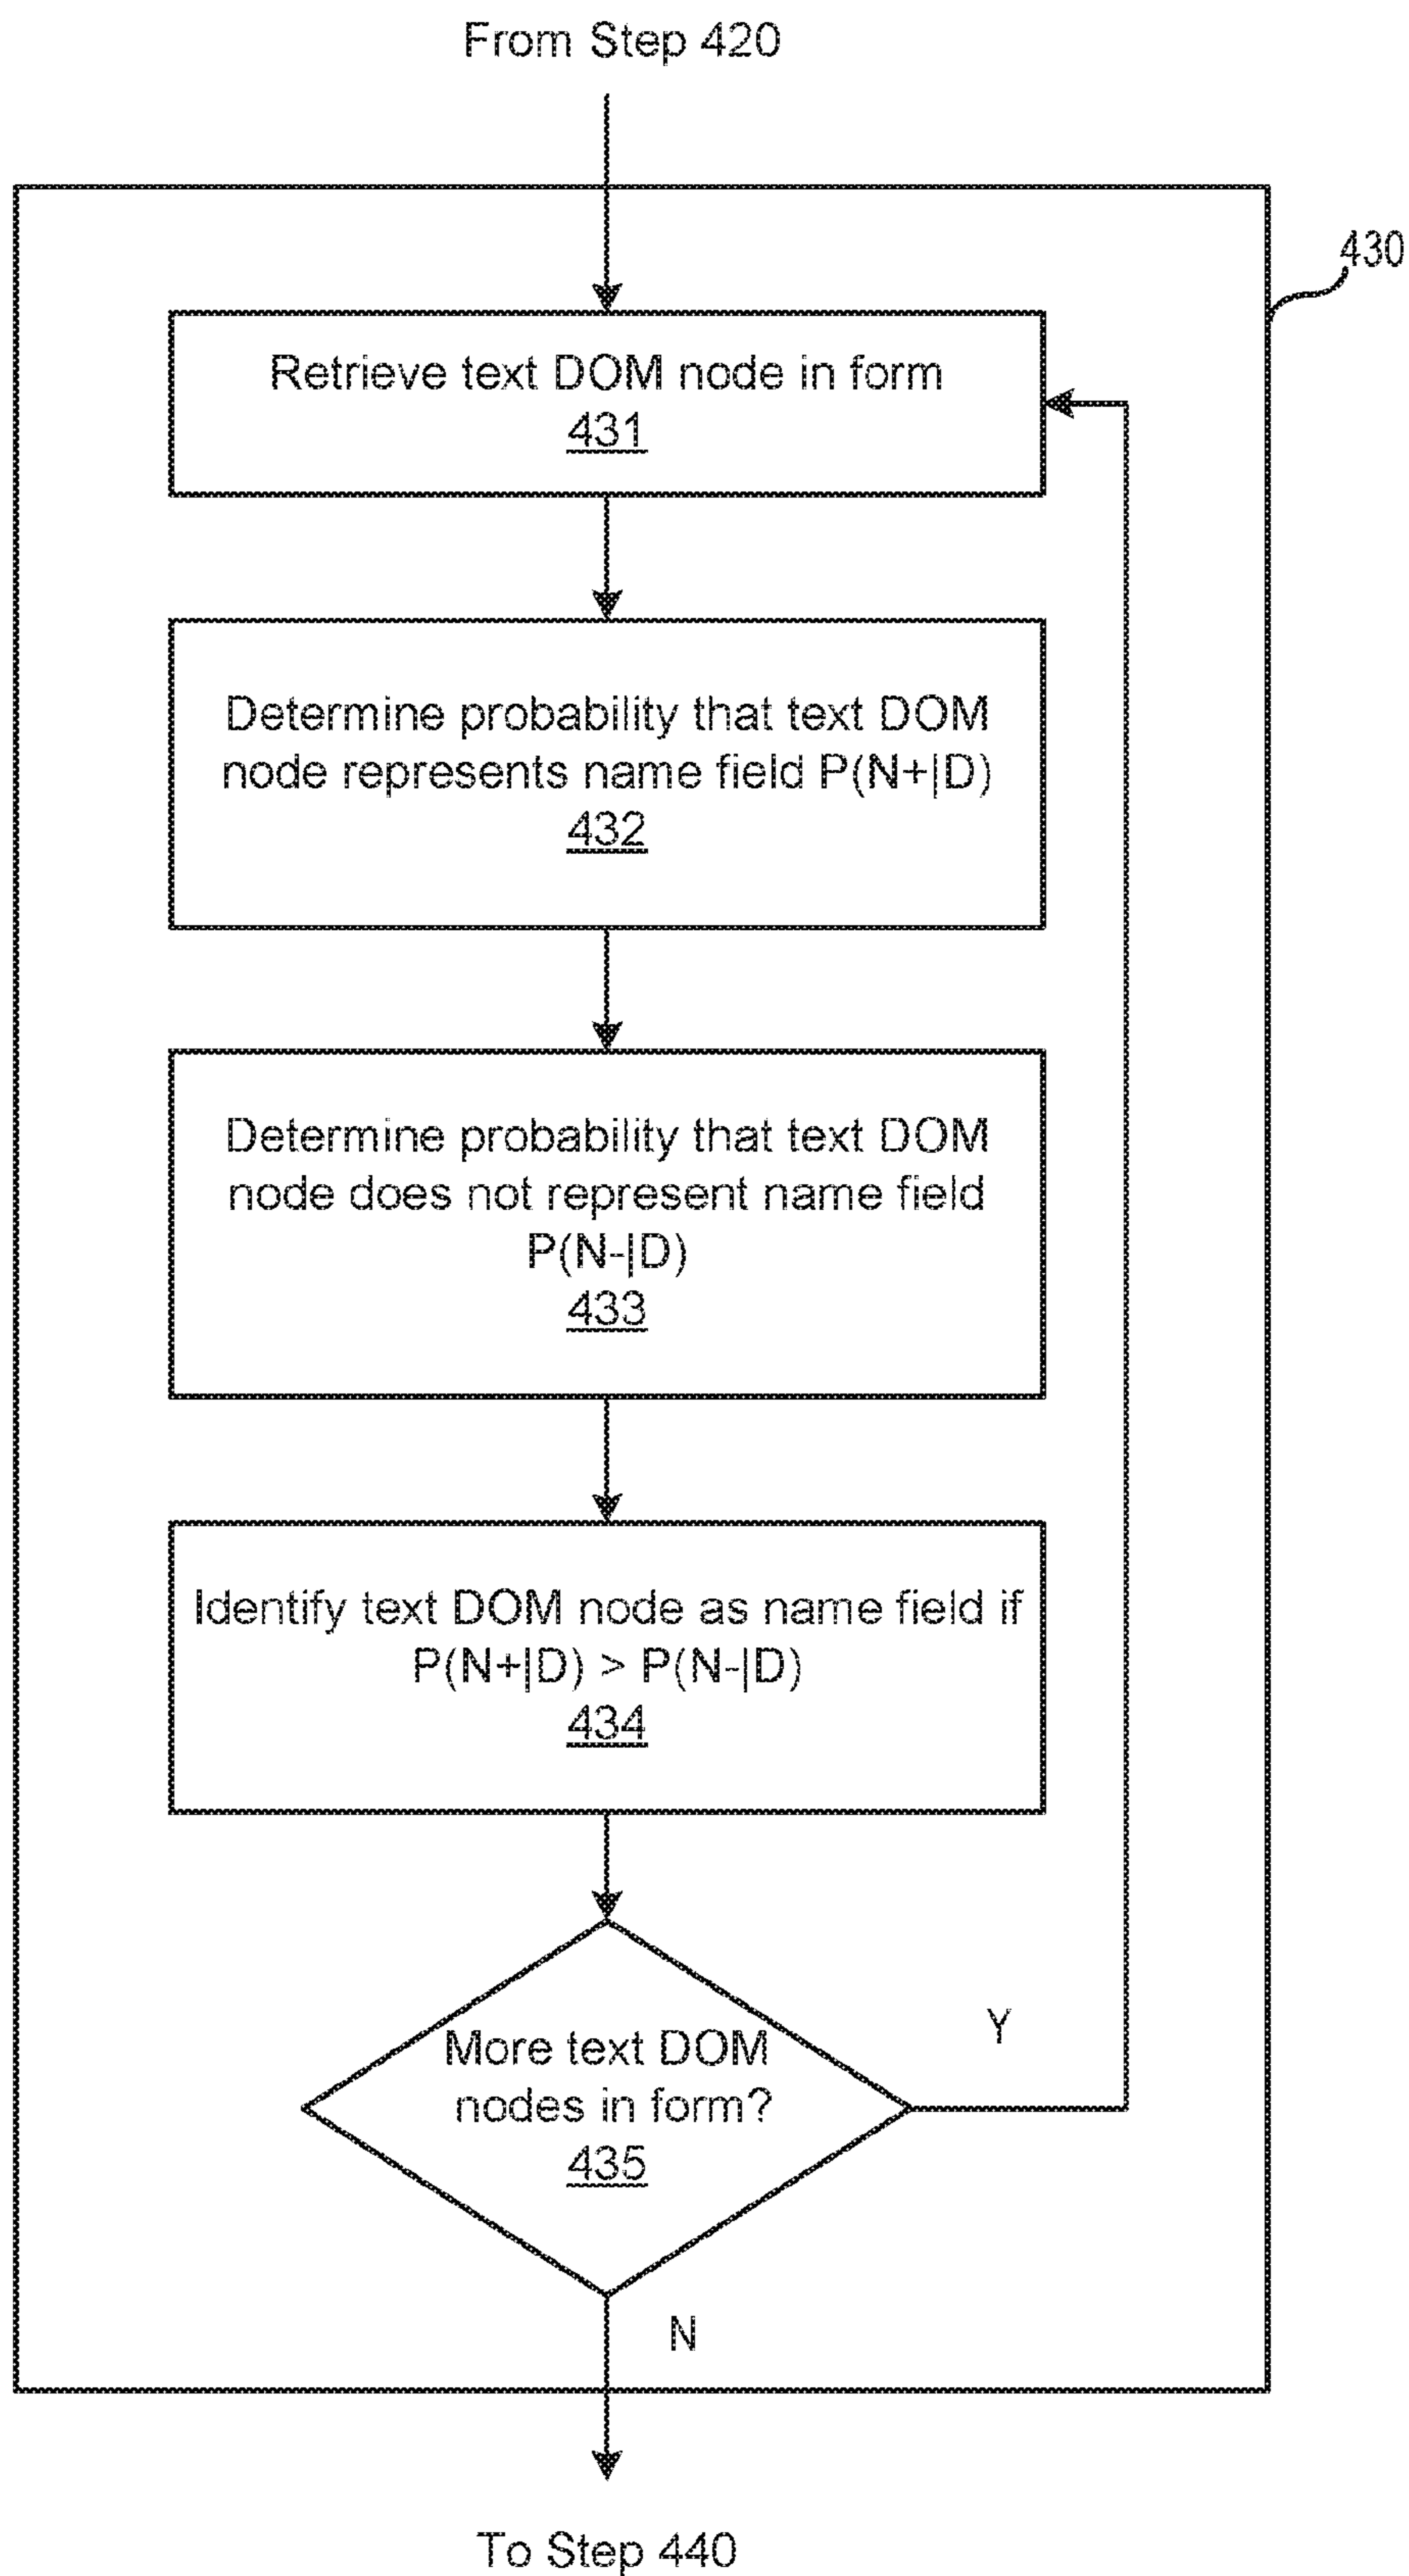 From Step 420
430
Retrieve text DOM node in form
431
Determine probability that text DOM
node represents name field P(N+|D)
432
Determine probability that text DOM
node does not represent name field
P(N-|D)
433
Identify text DOM node as name field if
P(N+|D) > P(N-|D)
434
Y
More text DOM
nodes in form?
435
N
To Step 440